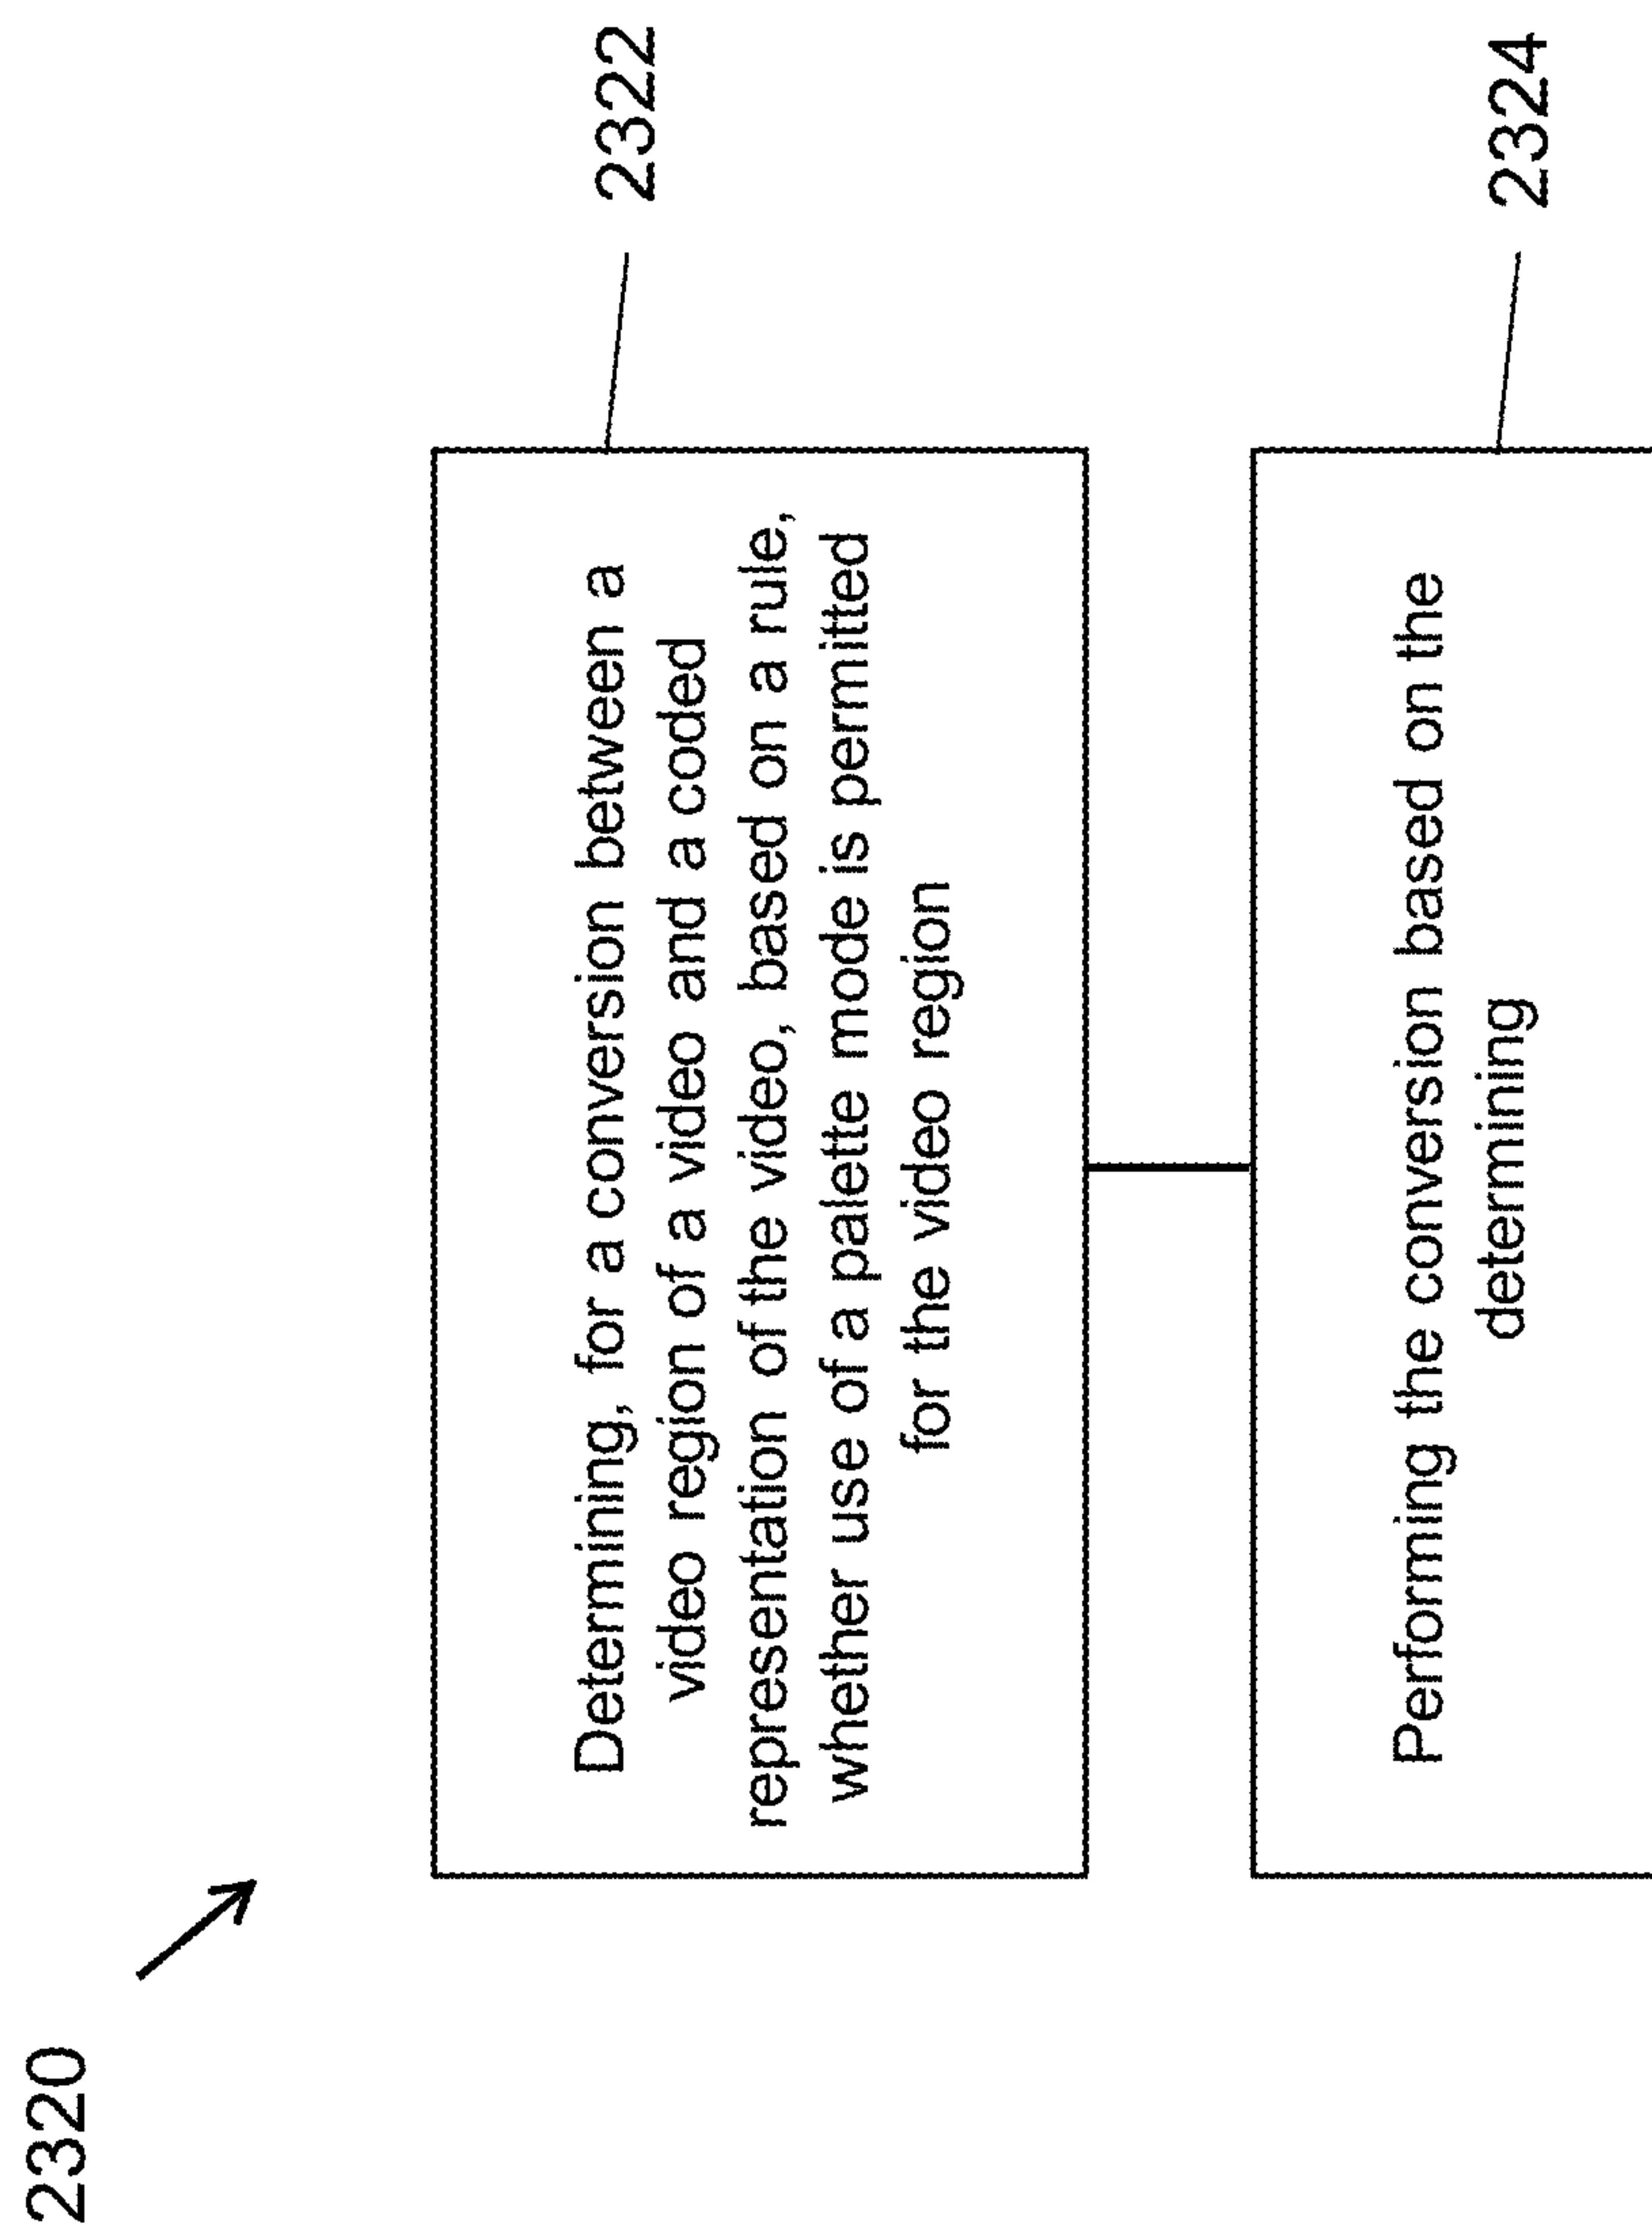 2320
Determining, for a conversion between a
video region of a video and a coded
representation of the video, based on a rule,
whether use of a palette mode is permitted
for the video region
2322
Performing the conversion based on the
determining
2324